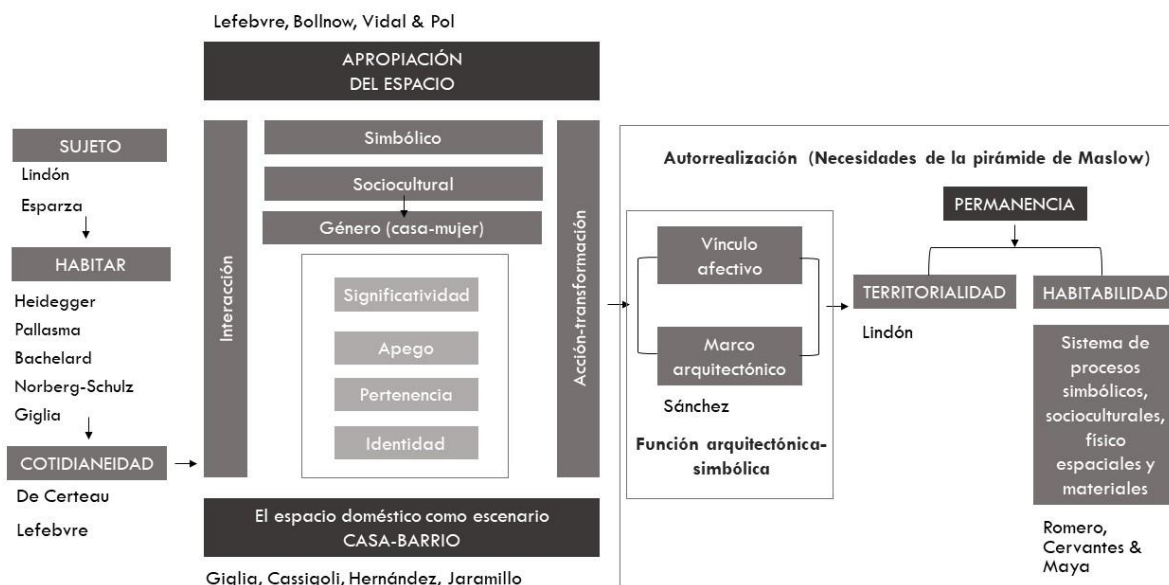 Lefebvre, Bollnow, Vidal & Pol
APROPIACIÓN
DEL ESPACIO
SUJETO
Lindón
Esparza
HABITAR
Heidegger
Pallasma
Bachelard
Norberg-Schulz
Giglia
COTIDIANEIDAD
De Certeau
Lefebvre
Interacción
Simbólico
Sociocultural
Género (casa-mujer)
Significatividad
Apego
Pertenencia
Identidad
Acción-transformación
El espacio doméstico como escenario
CASA-BARRIO
Giglia, Cassigoli, Hernández, Jaramillo
Autorrealización (Necesidades de la pirámide de Maslow)
Vínculo
afectivo
Marco
arquitectónico
Sánchez
Función arquitectónica-
simbólica
PERMANENCIA
TERRITORIALIDAD
Lindón
HABITABILIDAD
Sistema de
procesos
simbólicos,
socioculturales,
físico
espaciales y
materiales
Romero,
Cervantes &
Maya